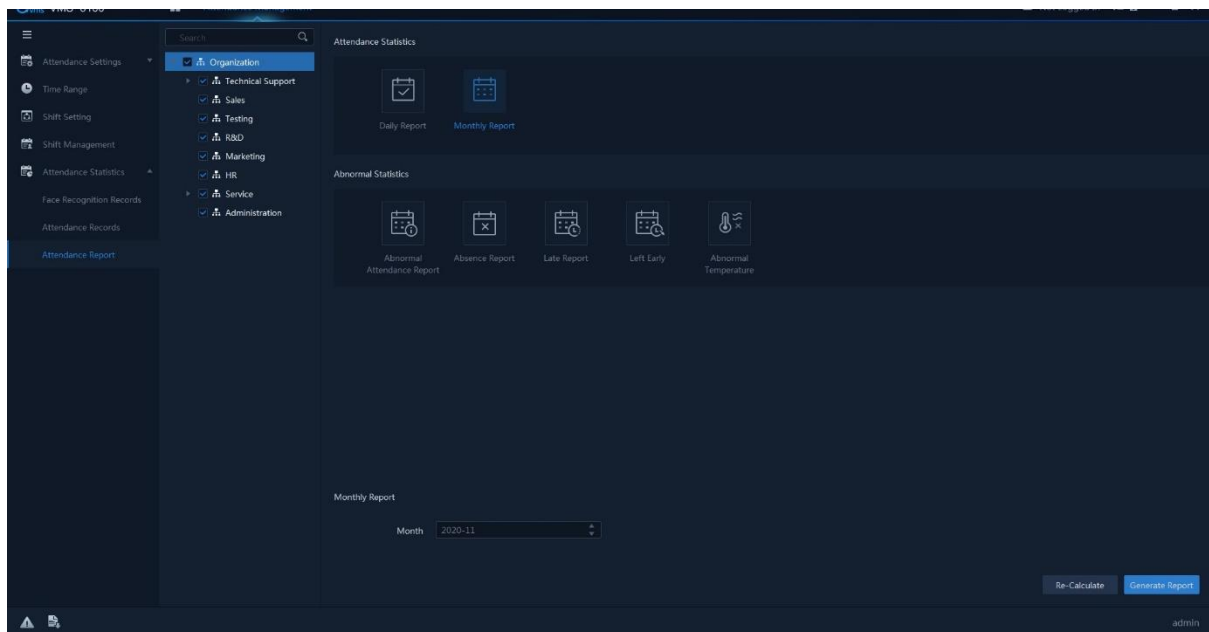 Attendance Settings
Time Range
Shift Setting
Shift Management
Attendance Statistics
Face Recognition Records
Attendance Records
Attendance Report
Search
Organization
Technical Support
Sales
Testing
R&D
Marketing
HR
Service
Administration
Attendance Statistics
Daily Report
Monthly Report
Abnormal Statistics
Abnormal
Attendance Report
Absence Report
Late Report
Left Early
Abnormal
Temperature
Monthly Report
Month 2020-11
Re-Calculate
Generate Report
admin